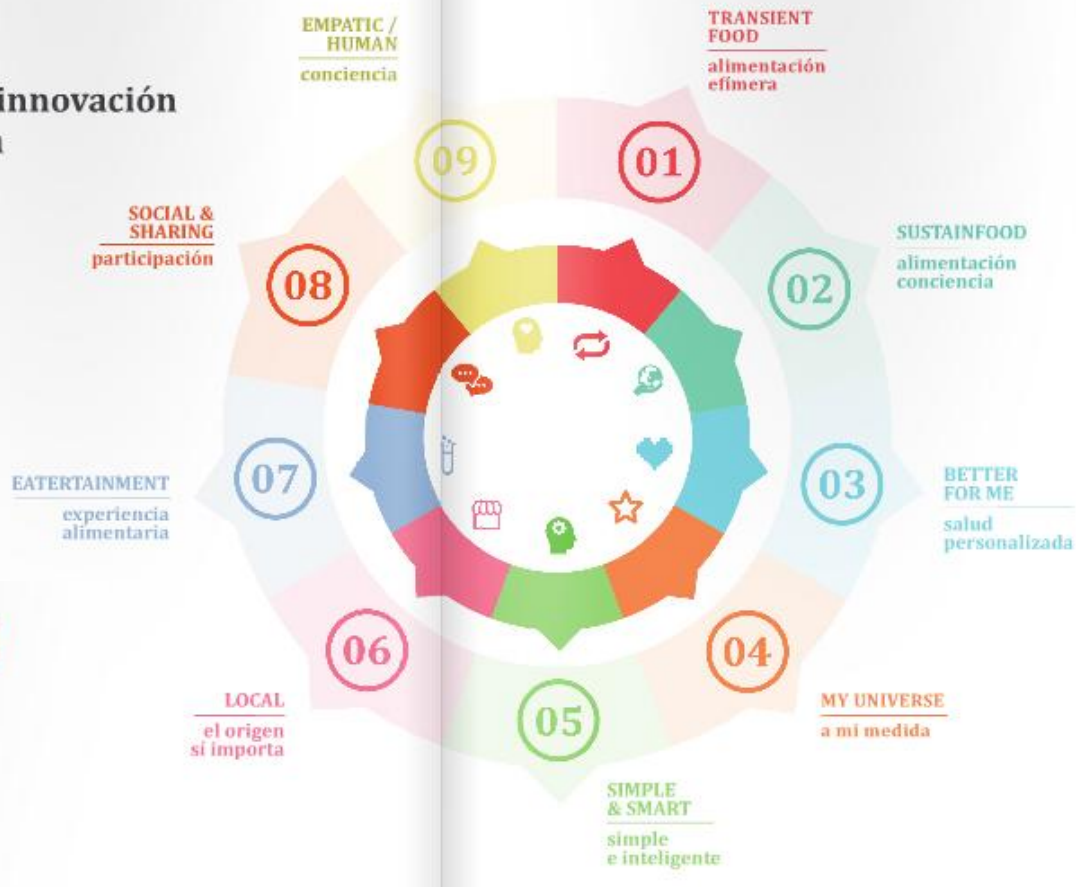 innovación
EMPATIC /
HUMAN
conciencia
TRANSIENT
FOOD
alimentación
efímera
09
01
SOCIAL &
SHARING
participación
08
02
SUSTAINFOOD
alimentación
conciencia
EATERTAINMENT
experiencia
alimentaria
07
03
BETTER
FOR ME
salud
personalizada
06
04
LOCAL
el origen
sí importa
05
MY UNIVERSE
a mi medida
SIMPLE
& SMART
simple
e inteligente